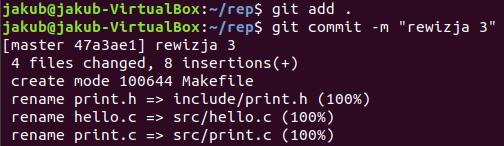 jakub@jakub-VirtualBox:~/rep$ git add .
jakub@jakub-VirtualBox:~/rep$ git commit -m "rewizja 3"
[master 47a3ae1] rewizja 3
 4 files changed, 8 insertions(+)
 create mode 100644 Makefile
 rename print.h => include/print.h (100%)
 rename hello.c => src/hello.c (100%)
 rename print.c => src/print.c (100%)